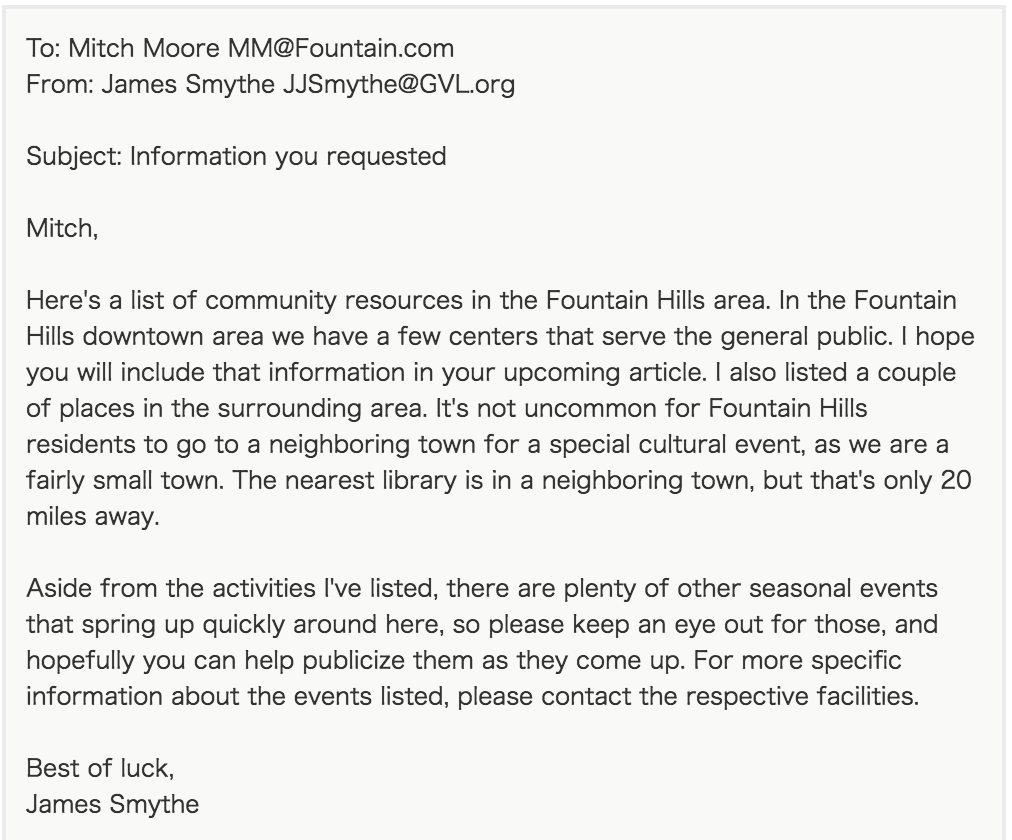 To: Mitch Moore MM@Fountain.com
From: James Smythe JJSmythe@GVL.org
Subject: Information you requested
Mitch,
Here's a list of community resources in the Fountain Hills area. In the Fountain
Hills downtown area we have a few centers that serve the general public. I hope
you will include that information in your upcoming article. I also listed a couple
of places in the surrounding area. It's not uncommon for Fountain Hills
residents to go to a neighboring town for a special cultural event, as we are a
fairly small town. The nearest library is in a neighboring town, but that's only 20
miles away.
Aside from the activities I've listed, there are plenty of other seasonal events
that spring up quickly around here, so please keep an eye out for those, and
hopefully you can help publicize them as they come up. For more specific
information about the events listed, please contact the respective facilities.
Best of luck,
James Smythe